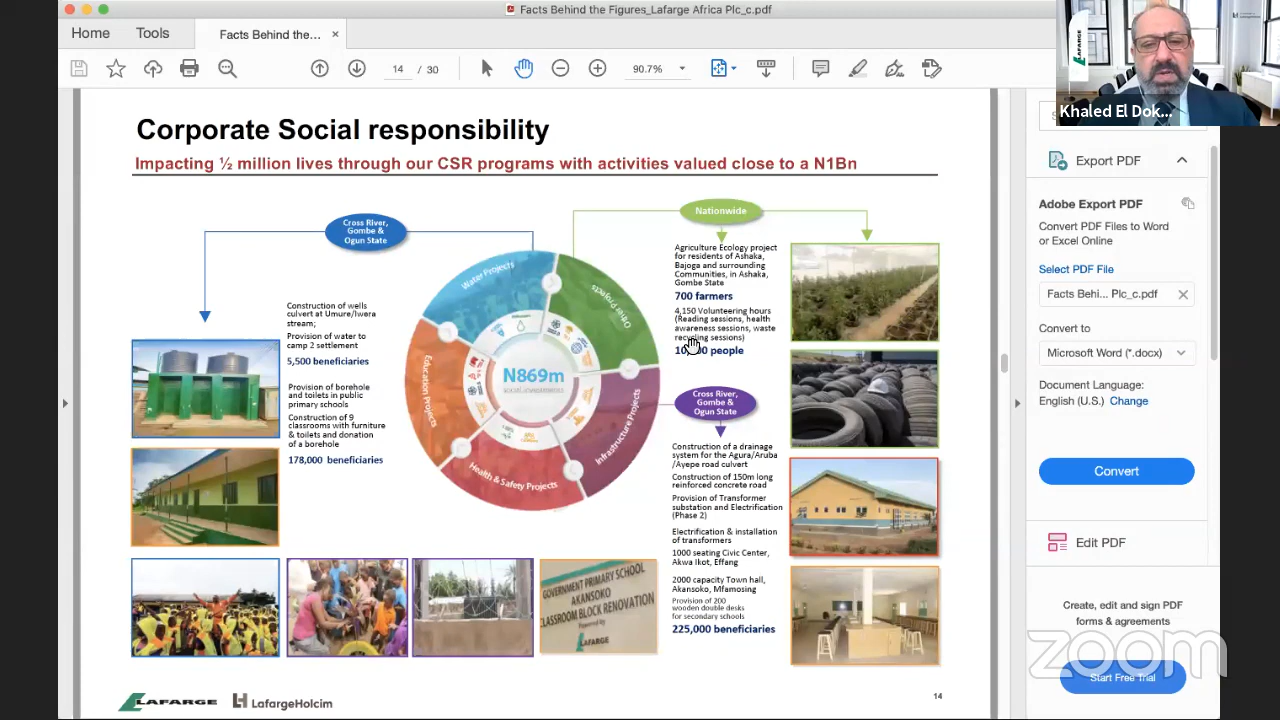 Facts Behind the Figures_Lafarge Africa Plc_c.pdf
Home
Tools
Facts Behind the...
14 / 30
90.7%
Khaled El Dok...
Corporate Social responsibility
Impacting ½ million lives through our CSR programs with activities valued close to a N1Bn
Cross River,
Gombe &
Ogun State
Nationwide
Construction of wells
culvert at Umure/Iwera
stream;
Provision of water to
camp 2 settlement
5,500 beneficiaries
Provision of borehole
and toilets in public
primary schools
Construction of 9
classrooms with furniture
& toilets and donation
of a borehole
178,000 beneficiaries
Water Projects
Other Projects
Education Projects
Infrastructure Projects
Health & Safety Projects
N869m
social investments
Agriculture Ecology project
for residents of Ashaka,
Bajoga and surrounding
Communities, in Ashaka,
Gombe State
700 farmers
4,150 Volunteering hours
(Reading sessions, health
awareness sessions, waste
recycling sessions)
people
Cross River,
Gombe &
Ogun State
Construction of a drainage
system for the Agura/Aruba
/Ayepe road culvert
Construction of 150m long
reinforced concrete road
Provision of Transformer
substation and Electrification
(Phase 2)
Electrification & installation
of transformers
1000 seating Civic Center,
Akwa Ikot, Effang
2000 capacity Town hall,
Akansoko, Mfamosing
Provision of 200
wooden double desks
for secondary schools
225,000 beneficiaries
GOVERNMENT PRIMARY SCHOOL
AKANSOKO
CLASSROOM BLOCK RENOVATION
Powered by
LAFARGE
LAFARGE
LafargeHolcim
14
Export PDF
Adobe Export PDF
Convert PDF Files to Word
or Excel Online
Select PDF File
Facts Behi... Plc_c.pdf
Convert to
Microsoft Word (*.docx)
Document Language:
English (U.S.) Change
Convert
Edit PDF
Create, edit and sign PDF
forms & agreements
Start Free Trial
zoom
LAFARGE